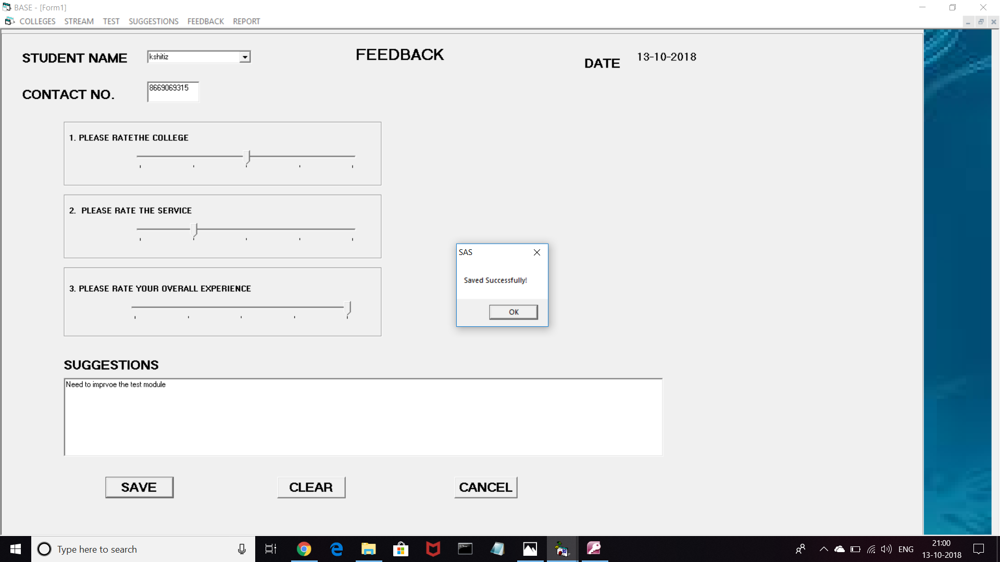 BASE - [Form1]
COLLEGES STREAM TEST SUGGESTIONS FEEDBACK REPORT
STUDENT NAME kshitiz FEEDBACK DATE 13-10-2018
CONTACT NO. 8669069315
1. PLEASE RATETHE COLLEGE
2. PLEASE RATE THE SERVICE
SAS
Saved Successfully!
OK
3. PLEASE RATE YOUR OVERALL EXPERIENCE
SUGGESTIONS
Need to imprvoe the test module
SAVE CLEAR CANCEL
Type here to search
ENG
21:00
13-10-2018